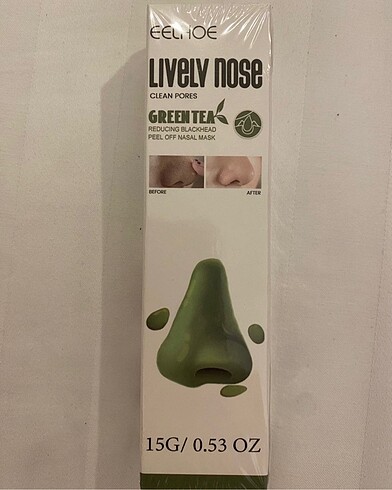 EELHOE
LIVELY NOSE
CLEAN PORES
GREEN TEA
REDUCING BLACKHEAD
PEEL OFF NASAL MASK
BEFORE AFTER
15G/ 0.53 OZ